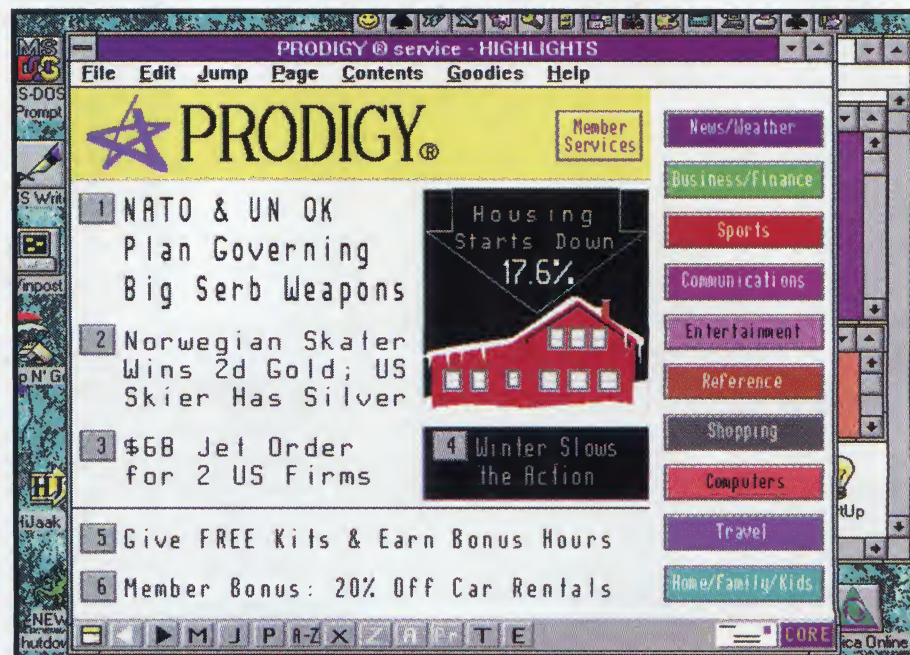 MS
DOS
S-DOS
Prompt
PRODIGY ® service - HIGHLIGHTS
File Edit Jump Page Contents Goodies Help
PRODIGY®
Member
Services
1 NATO & UN OK
Plan Governing
Big Serb Weapons
2 Norwegian Skater
Wins 2d Gold; US
Skier Has Silver
3 $6B Jet Order
for 2 US Firms
Housing
Starts Down
17.6%
4 Winter Slows
the Action
5 Give FREE Kits & Earn Bonus Hours
6 Member Bonus: 20% Off Car Rentals
News/Weather
Business/Finance
Sports
Communications
Entertainment
Reference
Shopping
Computers
Travel
Home/Family/Kids
M J P A-Z X Z T E
CORE
S Writ
inpost
p N' G
HJ
HiJaak
NEW
hutdow
tUp
ica Online